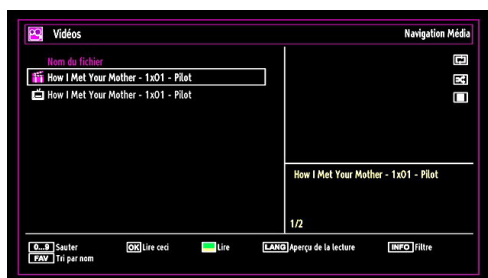 Vidéos
Navigation Média
Nom du fichier
How I Met Your Mother - 1x01 - Pilot
How I Met Your Mother - 1x01 - Pilot
How I Met Your Mother - 1x01 - Pilot
1/2
0...9 Sauter OK Lire ceci Lire LANG Aperçu de la lecture INFO Filtre
FAV Tri par nom